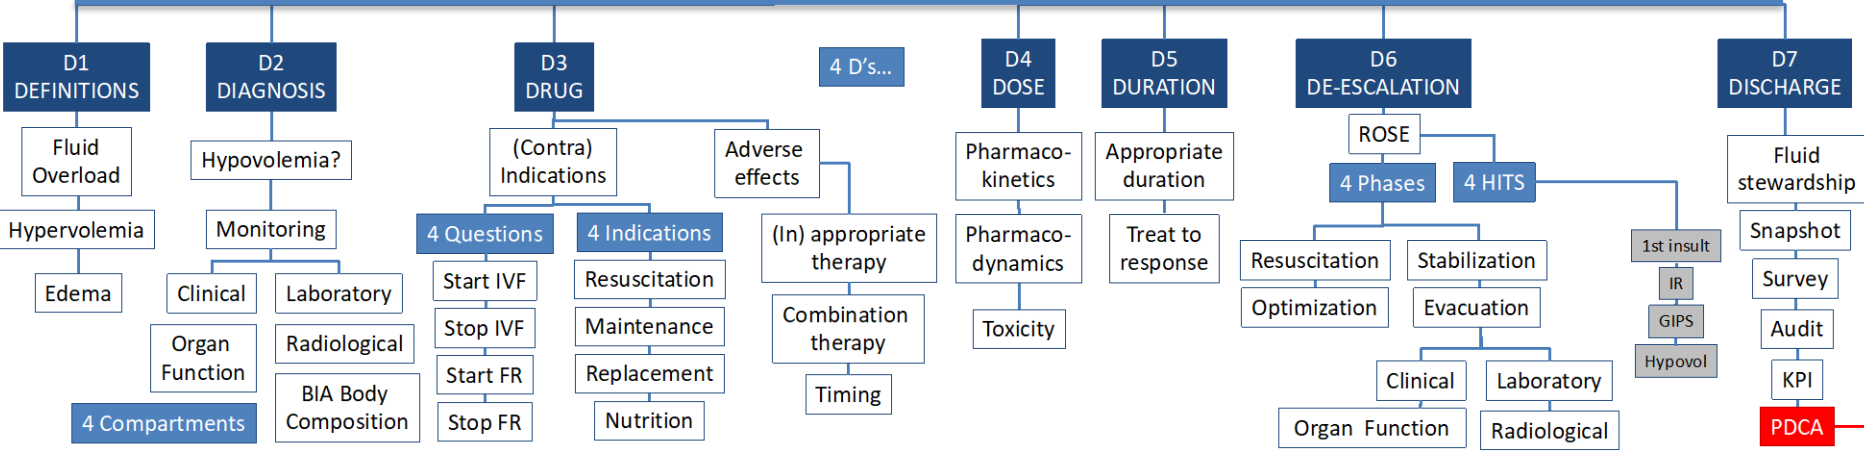 D1
DEFINITIONS
Fluid
Overload
Hypervolemia
Edema
D2
DIAGNOSIS
Hypovolemia?
Monitoring
Clinical
Laboratory
Organ
Function
Radiological
4 Compartments
BIA Body
Composition
D3
DRUG
(Contra)
Indications
4 Questions
Start IVF
Stop IVF
Start FR
Stop FR
4 Indications
Resuscitation
Maintenance
Replacement
Nutrition
Adverse
effects
(In) appropriate
therapy
Combination
therapy
Timing
4 D’s...
D4
DOSE
Pharmaco-
kinetics
Pharmaco-
dynamics
Toxicity
D5
DURATION
Appropriate
duration
Treat to
response
D6
DE-ESCALATION
ROSE
4 Phases
4 HITS
Resuscitation
Optimization
Stabilization
Evacuation
Clinical
Laboratory
Organ Function
Radiological
1st insult
IR
GIPS
Hypovol
D7
DISCHARGE
Fluid
stewardship
Snapshot
Survey
Audit
KPI
PDCA